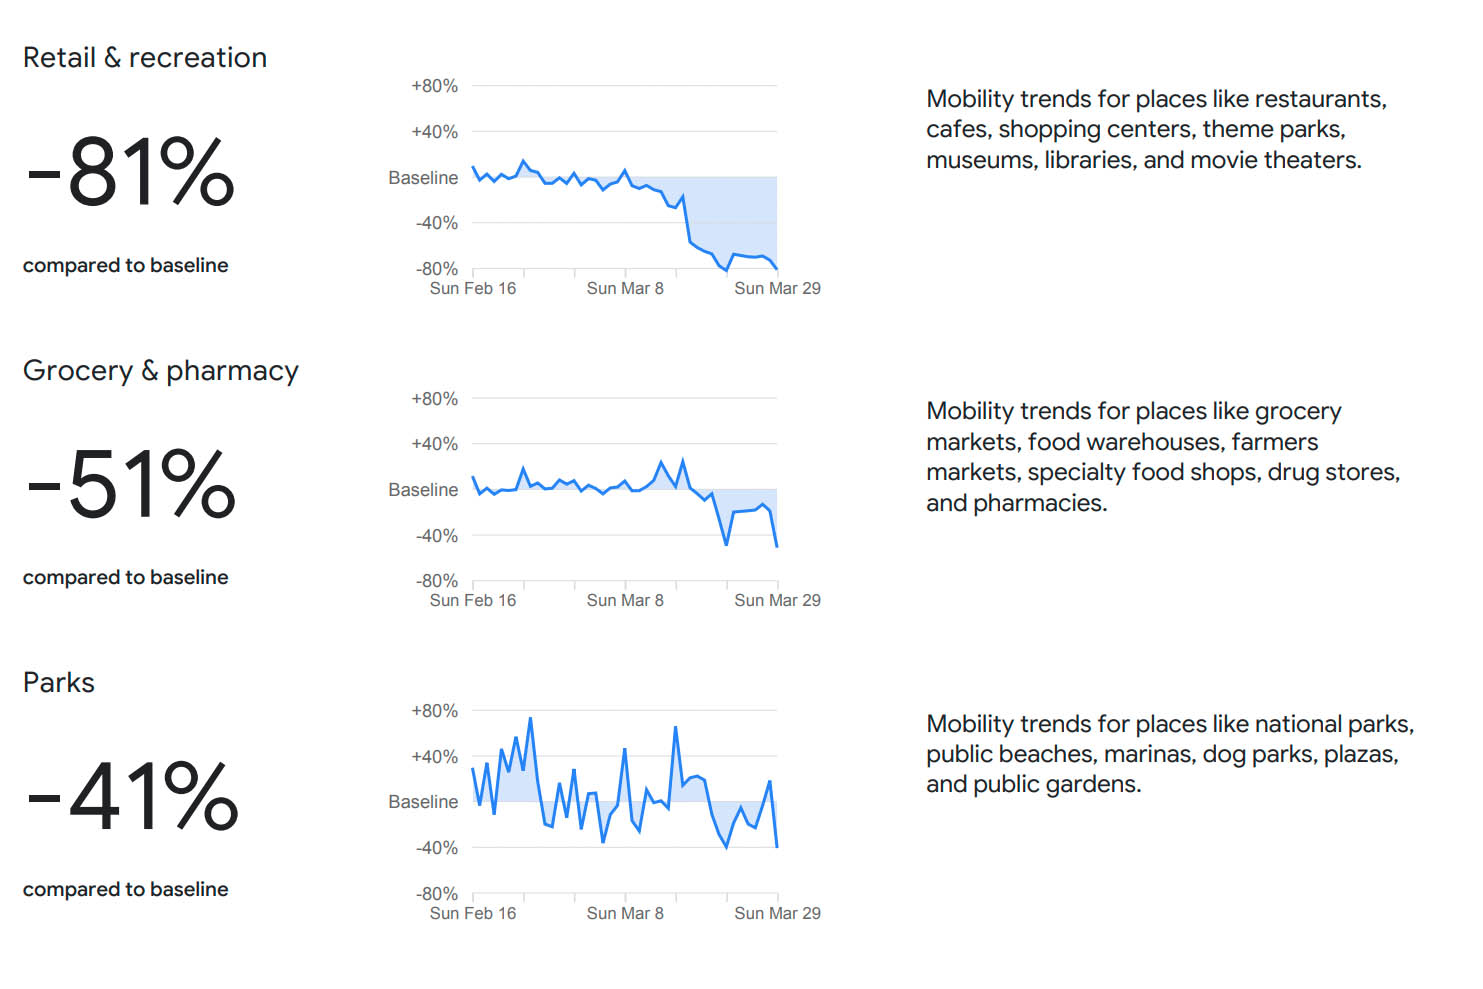 Retail & recreation
-81%
compared to baseline
+80%
+40%
Baseline
-40%
-80%
Sun Feb 16
Sun Mar 8
Sun Mar 29
Mobility trends for places like restaurants,
cafes, shopping centers, theme parks,
museums, libraries, and movie theaters.
Grocery & pharmacy
-51%
compared to baseline
+80%
+40%
Baseline
-40%
-80%
Sun Feb 16
Sun Mar 8
Sun Mar 29
Mobility trends for places like grocery
markets, food warehouses, farmers
markets, specialty food shops, drug stores,
and pharmacies.
Parks
-41%
compared to baseline
+80%
+40%
Baseline
-40%
-80%
Sun Feb 16
Sun Mar 8
Sun Mar 29
Mobility trends for places like national parks,
public beaches, marinas, dog parks, plazas,
and public gardens.